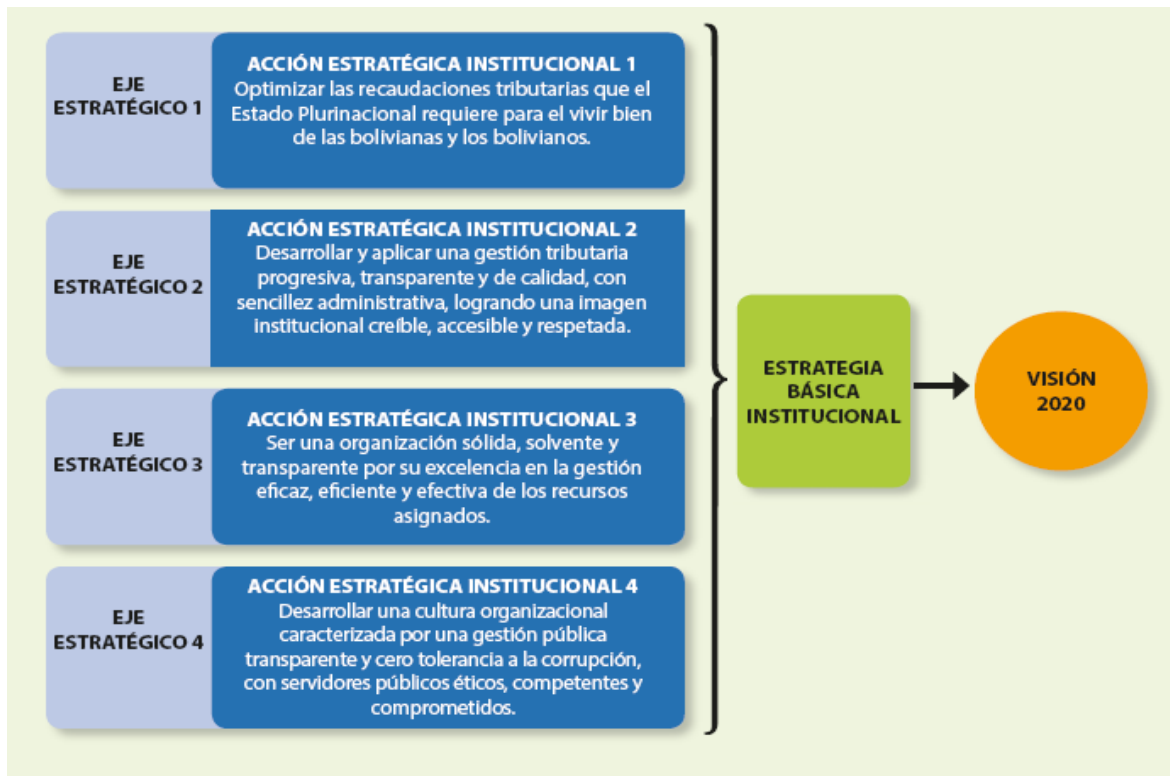 EJE
ESTRATÉGICO 1
ACCIÓN ESTRATÉGICA INSTITUCIONAL 1
Optimizar las recaudaciones tributarias que el
Estado Plurinacional requiere para el vivir bien
de las bolivianas y los bolivianos.
EJE
ESTRATÉGICO 2
ACCIÓN ESTRATÉGICA INSTITUCIONAL 2
Desarrollar y aplicar una gestión tributaria
progresiva, transparente y de calidad, con
sencillez administrativa, logrando una imagen
institucional creíble, accesible y respetada.
EJE
ESTRATÉGICO 3
ACCIÓN ESTRATÉGICA INSTITUCIONAL 3
Ser una organización sólida, solvente y
transparente por su excelencia en la gestión
eficaz, eficiente y efectiva de los recursos
asignados.
EJE
ESTRATÉGICO 4
ACCIÓN ESTRATÉGICA INSTITUCIONAL 4
Desarrollar una cultura organizacional
caracterizada por una gestión pública
transparente y cero tolerancia a la corrupción,
con servidores públicos éticos, competentes y
comprometidos.
ESTRATEGIA
BÁSICA
INSTITUCIONAL
VISIÓN
2020